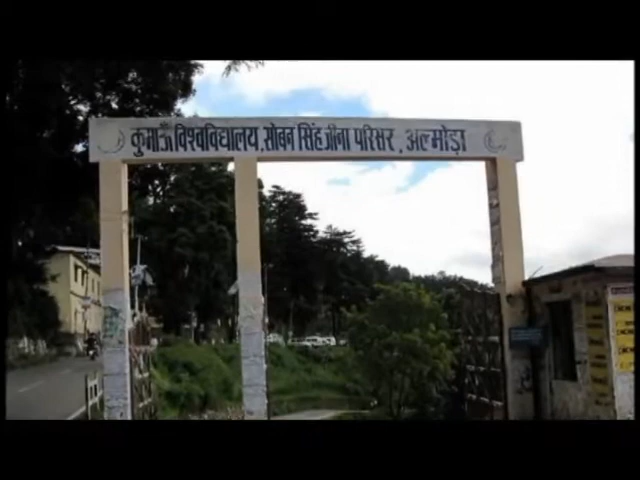 कुमाऊँ विश्वविद्यालय, सोबन सिंह जीना परिसर, अल्मोड़ा